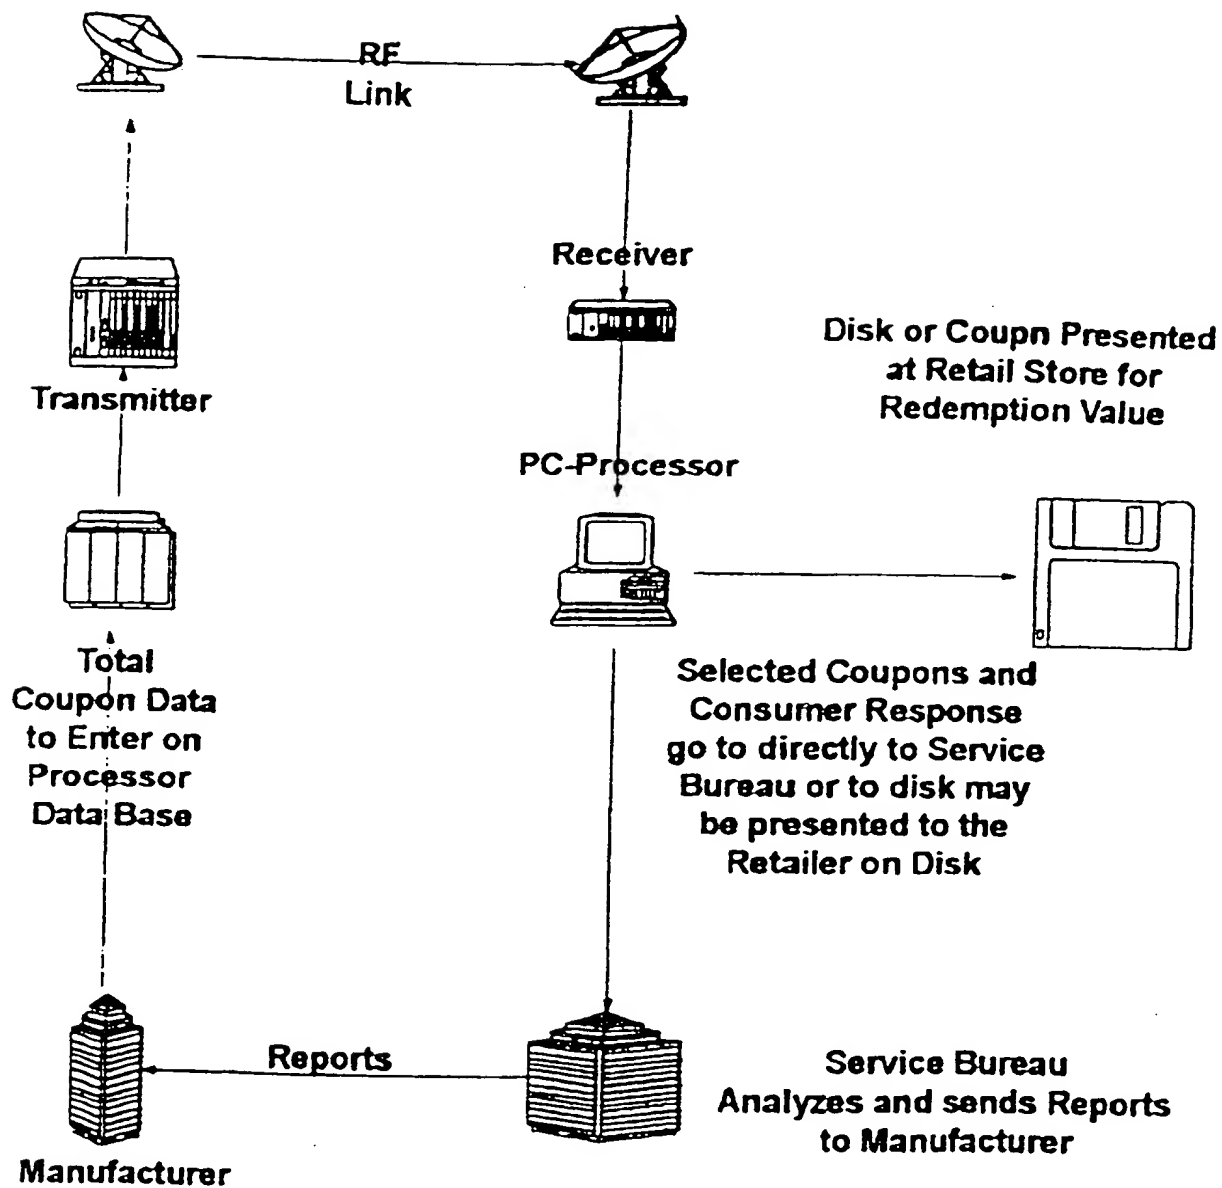 RF
Link
Receiver
Disk or Coupn Presented
at Retail Store for
Redemption Value
Transmitter
PC-Processor
Total
Coupon Data
to Enter on
Processor
Data Base
Selected Coupons and
Consumer Response
go to directly to Service
Bureau or to disk may
be presented to the
Retailer on Disk
Reports
Service Bureau
Analyzes and sends Reports
to Manufacturer
Manufacturer